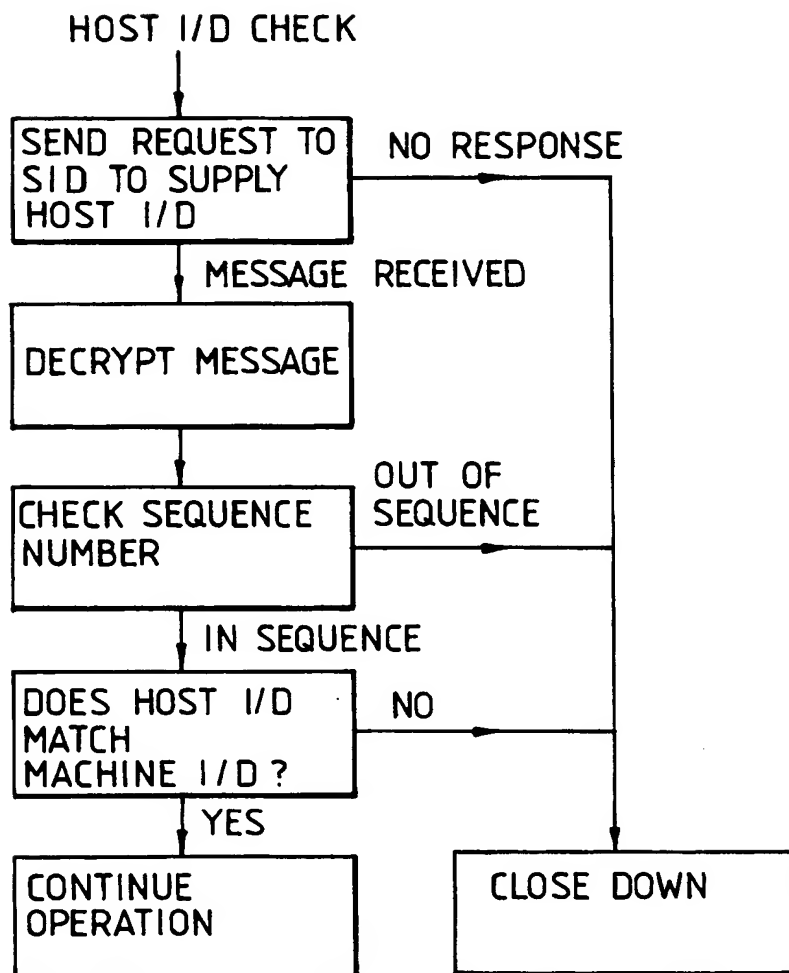 HOST I/D CHECK
SEND REQUEST TO
SID TO SUPPLY
HOST I/D
NO RESPONSE
MESSAGE RECEIVED
DECRYPT MESSAGE
CHECK SEQUENCE
NUMBER
OUT OF
SEQUENCE
IN SEQUENCE
DOES HOST I/D
MATCH
MACHINE I/D ?
NO
YES
CONTINUE
OPERATION
CLOSE DOWN